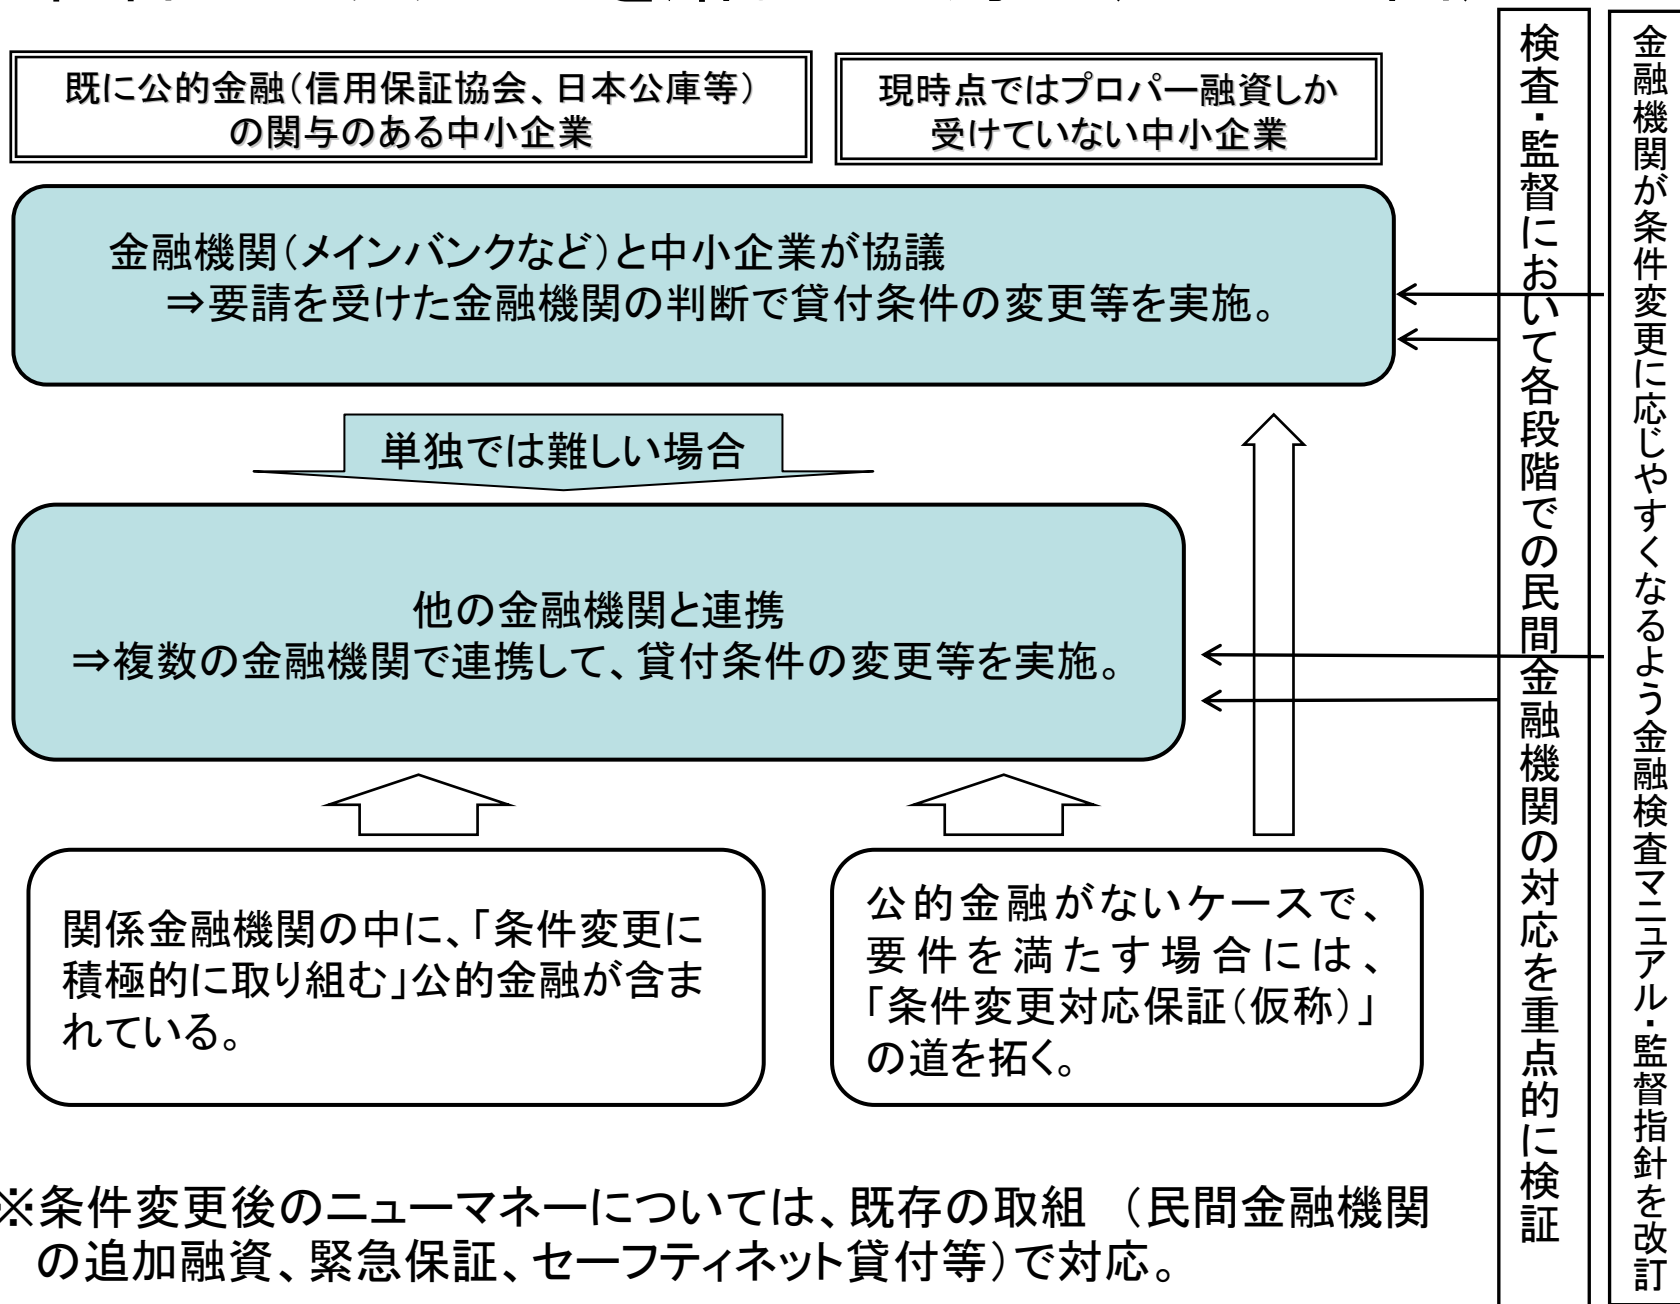 既に公的金融（信用保証協会、日本公庫等）
の関与のある中小企業
現時点ではプロパー融資しか
受けていない中小企業
金融機関（メインバンクなど）と中小企業が協議
⇒要請を受けた金融機関の判断で貸付条件の変更等を実施。
単独では難しい場合
他の金融機関と連携
⇒複数の金融機関で連携して、貸付条件の変更等を実施。
関係金融機関の中に、「条件変更に
積極的に取り組む」公的金融が含ま
れている。
公的金融がないケースで、
要件を満たす場合には、
「条件変更対応保証（仮称）」
の道を拓く。
※条件変更後のニューマネーについては、既存の取組　（民間金融機関
の追加融資、緊急保証、セーフティネット貸付等）で対応。
検査・監督において各段階での民間金融機関の対応を重点的に検証
金融機関が条件変更に応じやすくなるよう金融検査マニュアル・監督指針を改訂